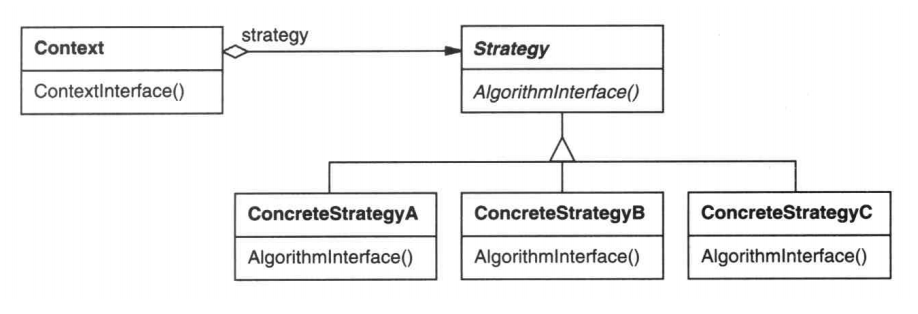 strategy
Context
Strategy
ContextInterface()
AlgorithmInterface()
ConcreteStrategyA
ConcreteStrategyB
ConcreteStrategyC
AlgorithmInterface()
AlgorithmInterface()
AlgorithmInterface()